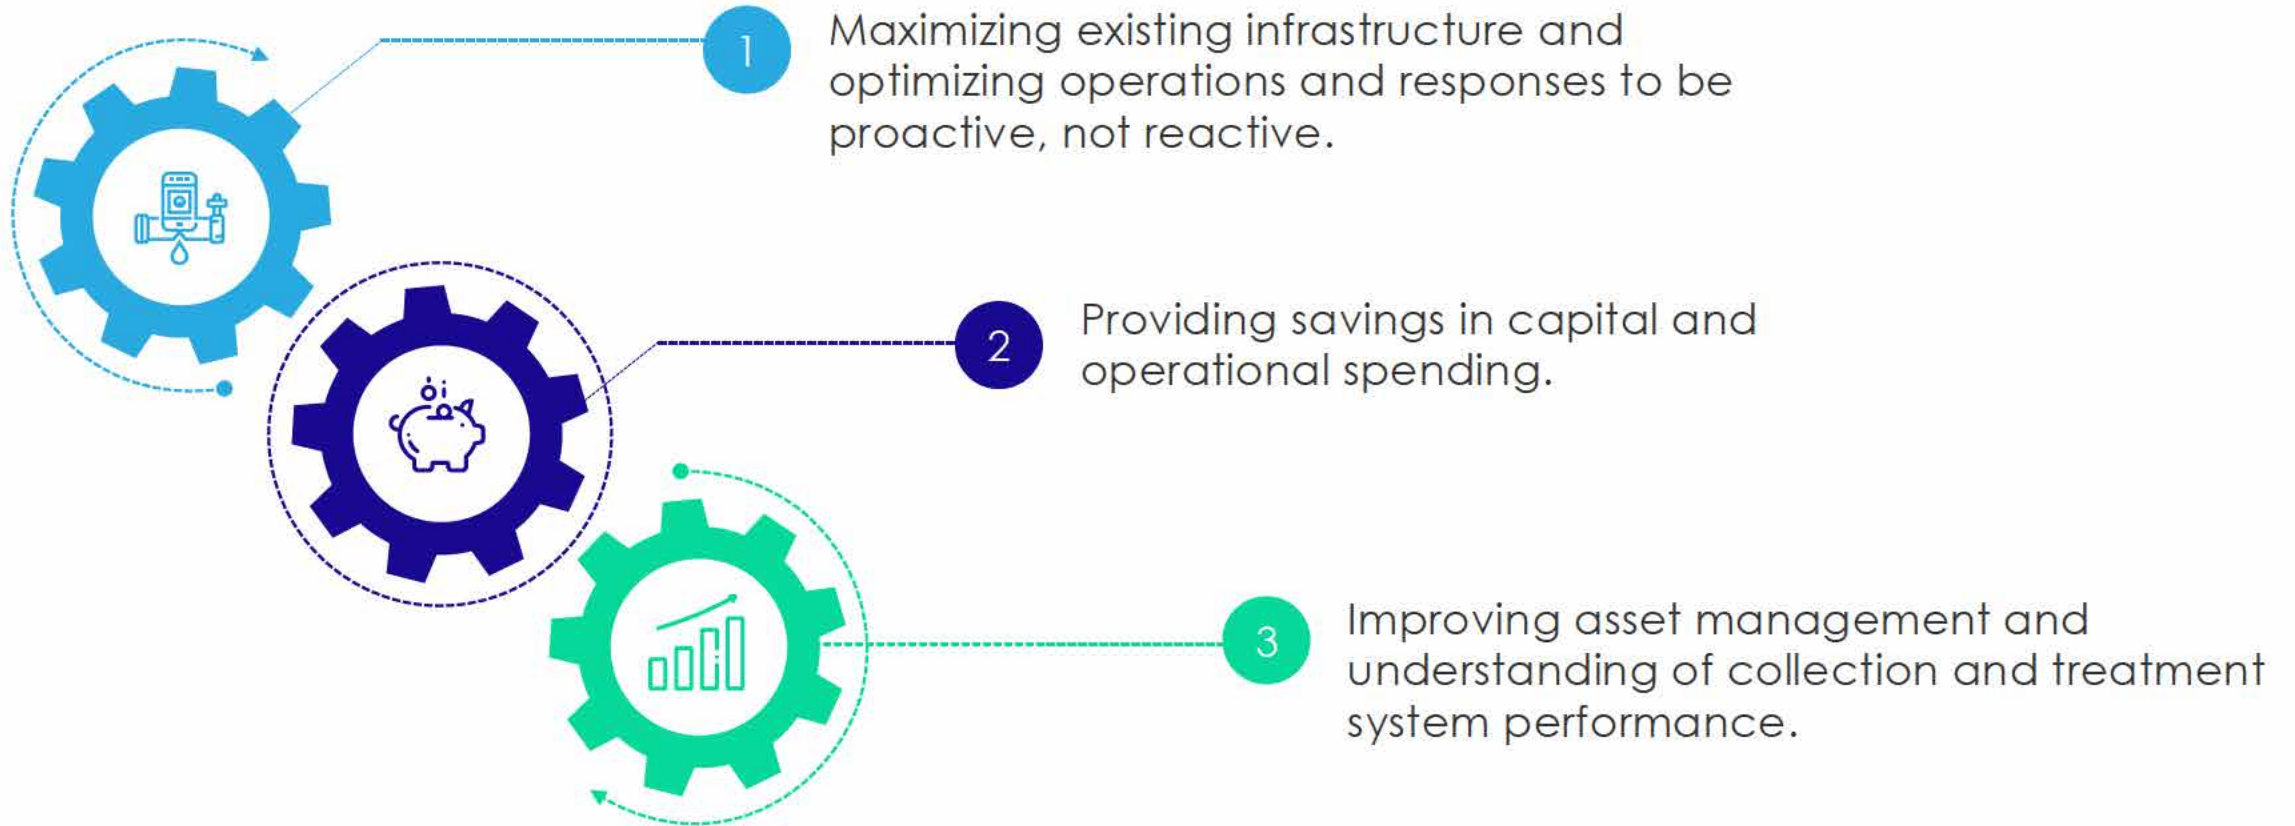 1
Maximizing existing infrastructure and
optimizing operations and responses to be
proactive, not reactive.
2
Providing savings in capital and
operational spending.
3
Improving asset management and
understanding of collection and treatment
system performance.